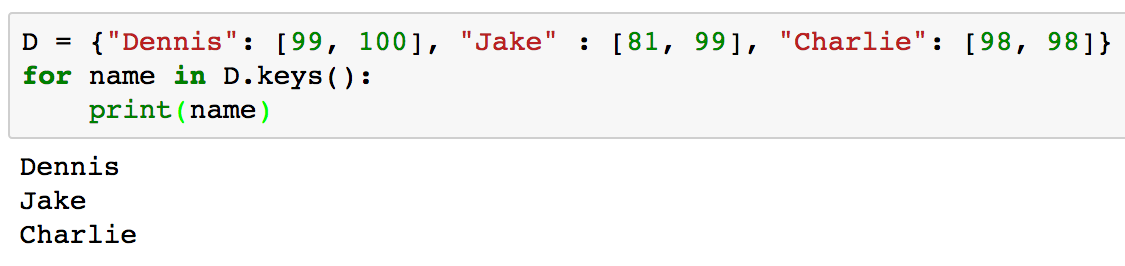 D = {"Dennis": [99, 100], "Jake" : [81, 99], "Charlie": [98, 98]}
for name in D.keys():
    print(name)
Dennis
Jake
Charlie